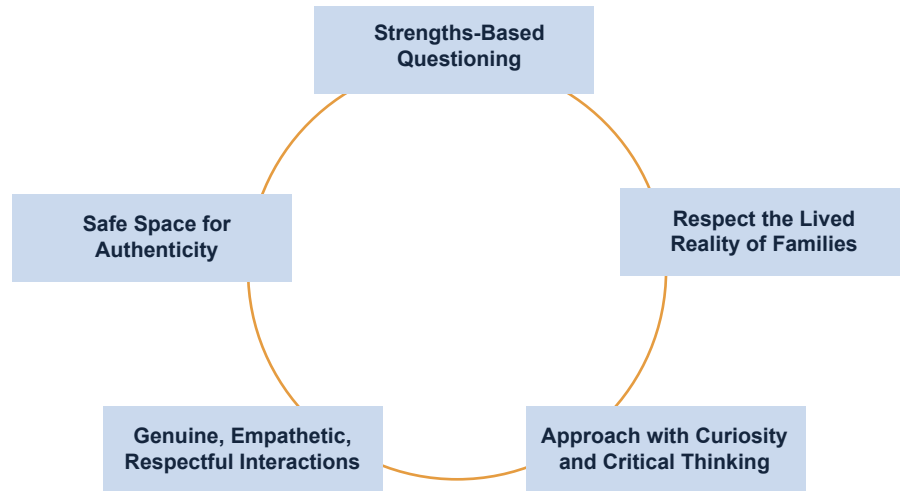 Strengths-Based
Questioning
Respect the Lived
Reality of Families
Approach with Curiosity
and Critical Thinking
Genuine, Empathetic,
Respectful Interactions
Safe Space for
Authenticity